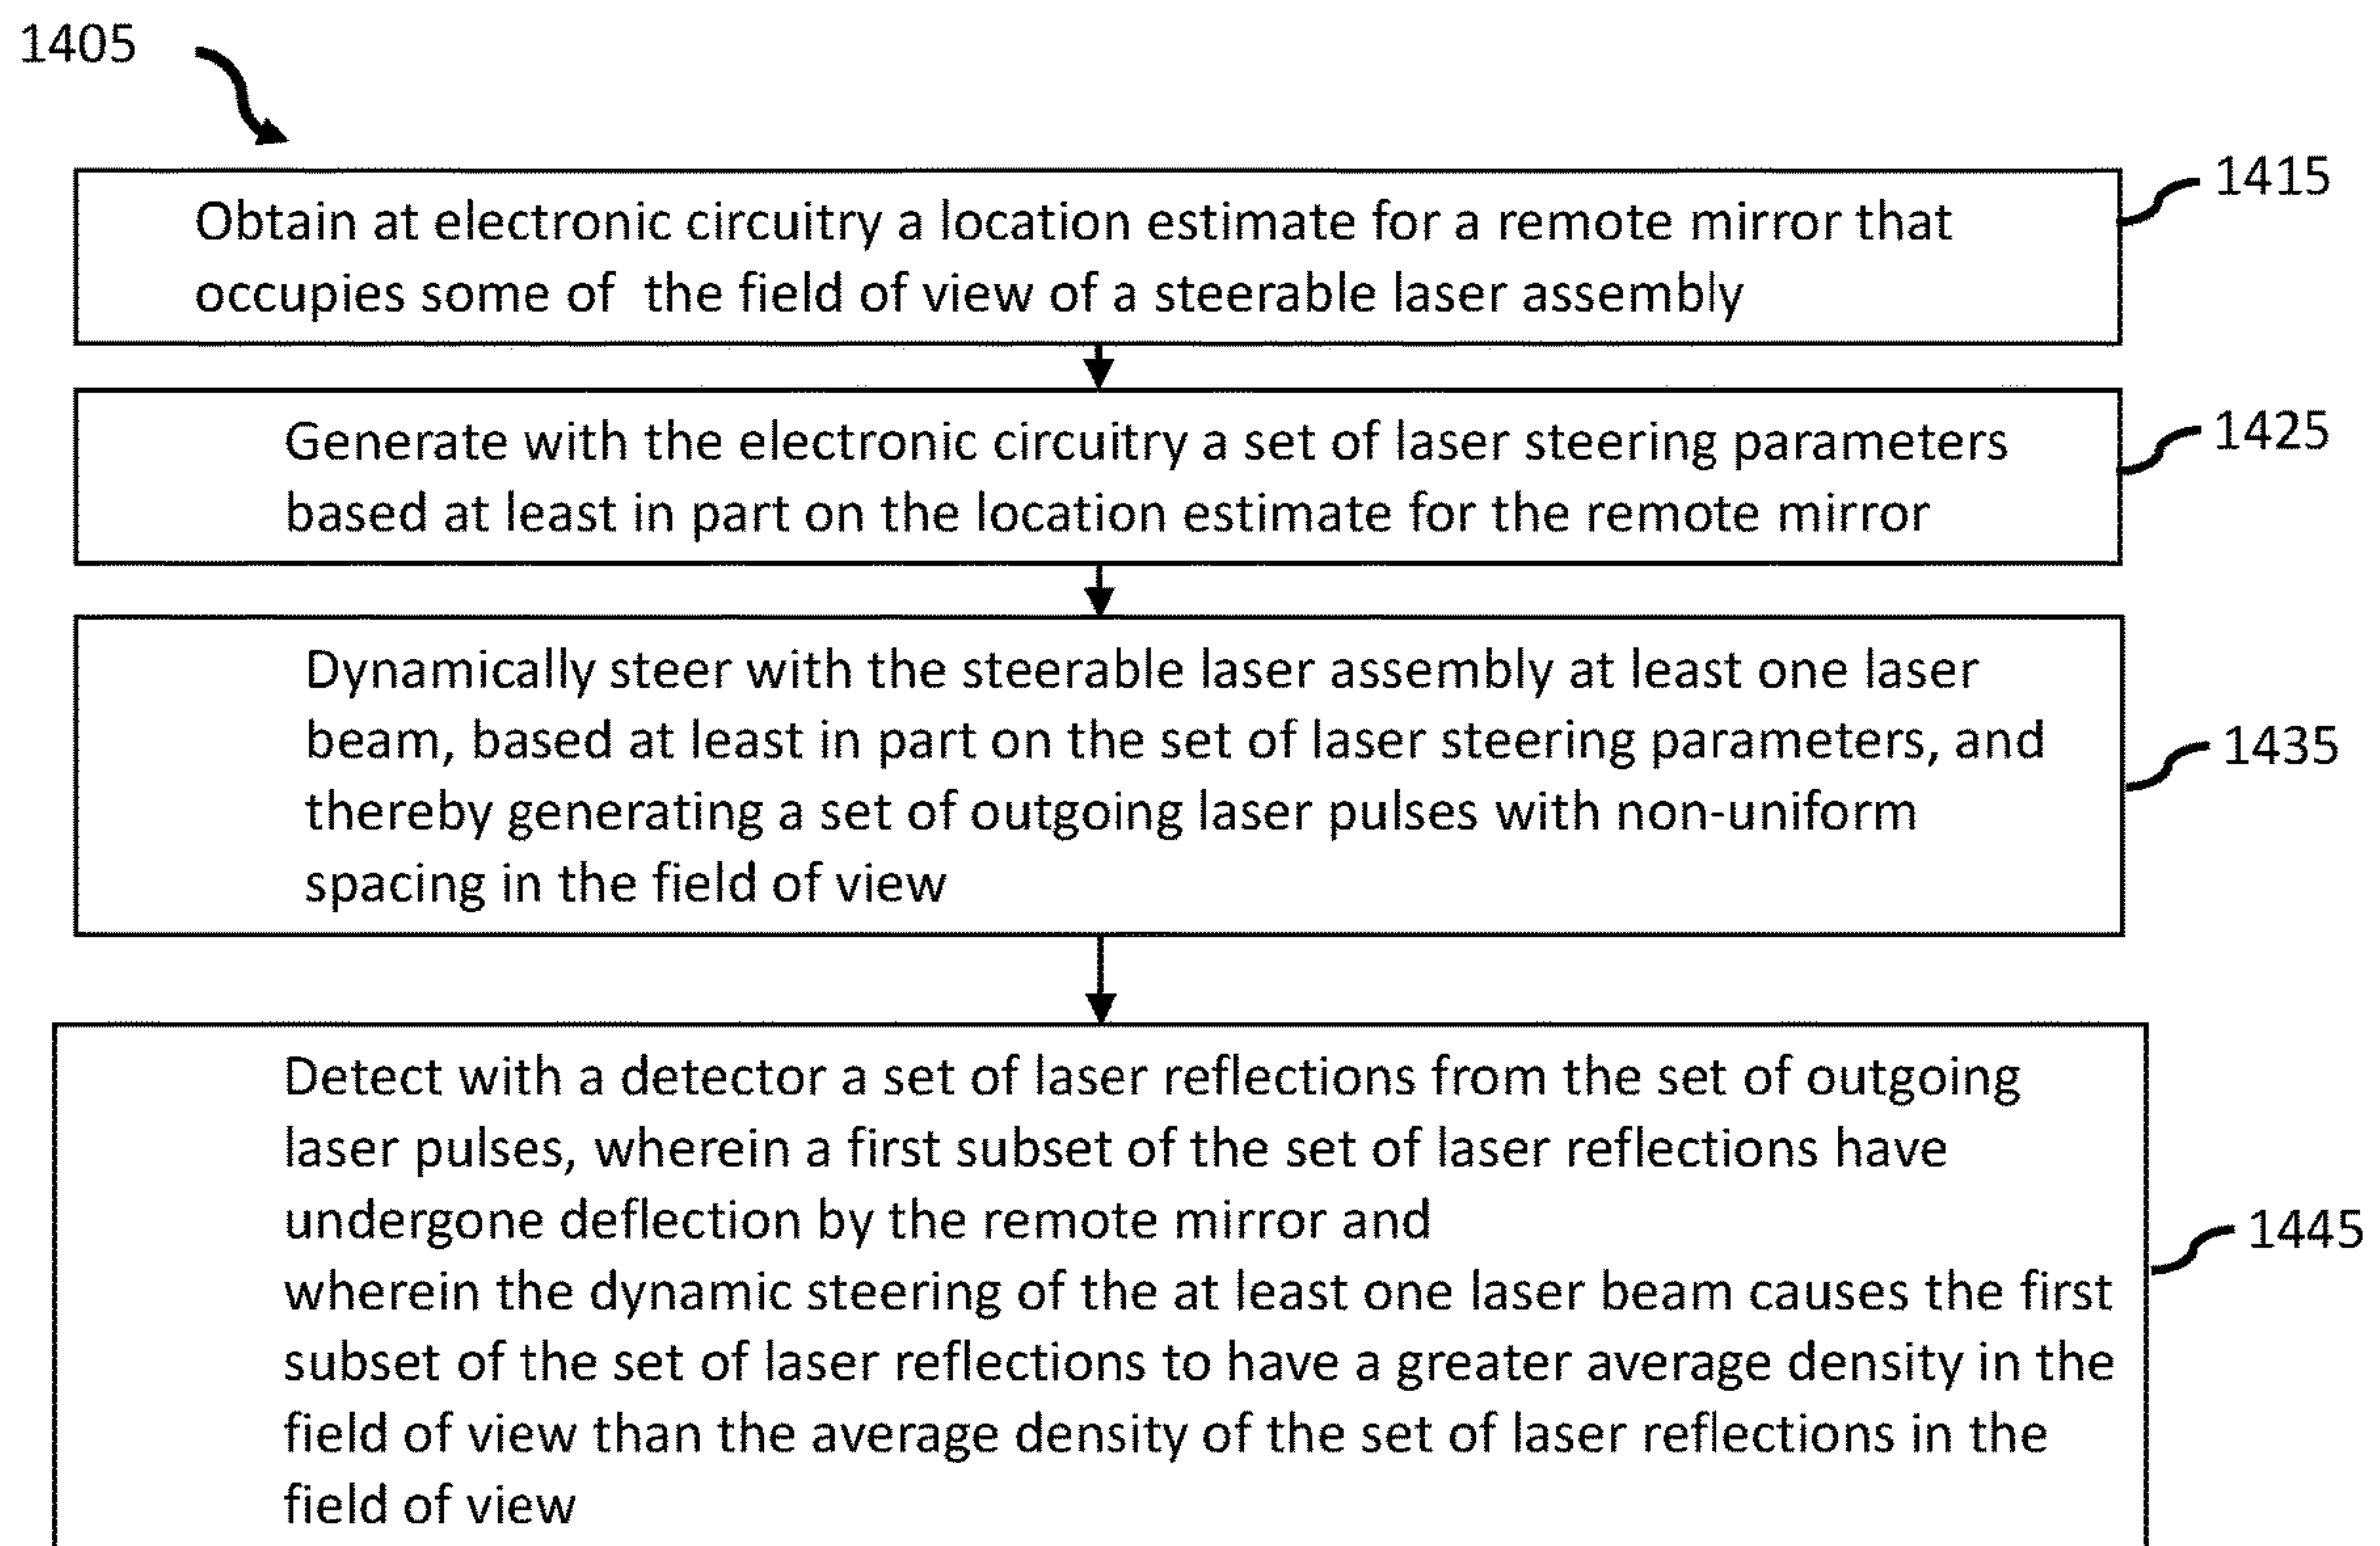 1405
1415
Obtain at electronic circuitry a location estimate for a remote mirror that
occupies some of the field of view of a steerable laser assembly
1425
Generate with the electronic circuitry a set of laser steering parameters
based at least in part on the location estimate for the remote mirror
Dynamically steer with the steerable laser assembly at least one laser
beam, based at least in part on the set of laser steering parameters, and
1435
thereby generating a set of outgoing laser pulses with non-uniform
spacing in the field of view
Detect with a detector a set of laser reflections from the set of outgoing
laser pulses, wherein a first subset of the set of laser reflections have
undergone deflection by the remote mirror and
1445
wherein the dynamic steering of the at least one laser beam causes the first
subset of the set of laser reflections to have a greater average density in the
field of view than the average density of the set of laser reflections in the
field of view